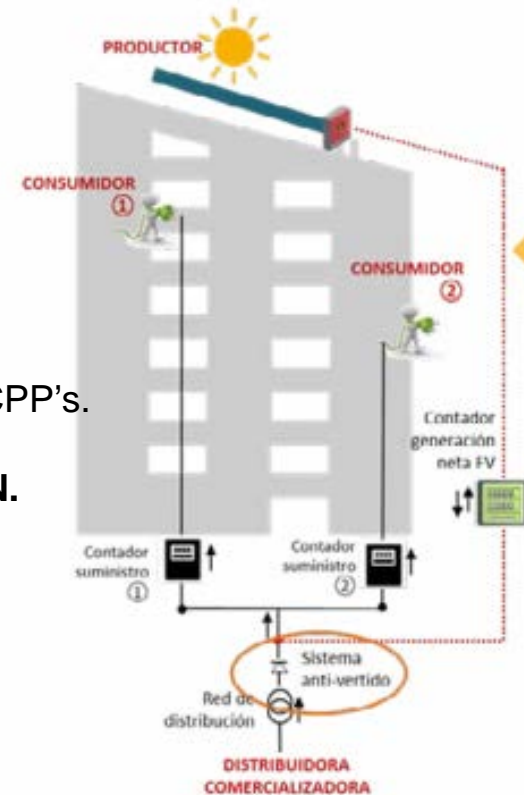 PRODUCTOR
CONSUMIDOR
①
CONSUMIDOR
②
CPP's.
N.
Contador
generación
neta FV
Contador
suministro
①
Contador
suministro
②
Sistema
anti-vertido
Red de
distribución
DISTRIBUIDORA
COMERCIALIZADORA